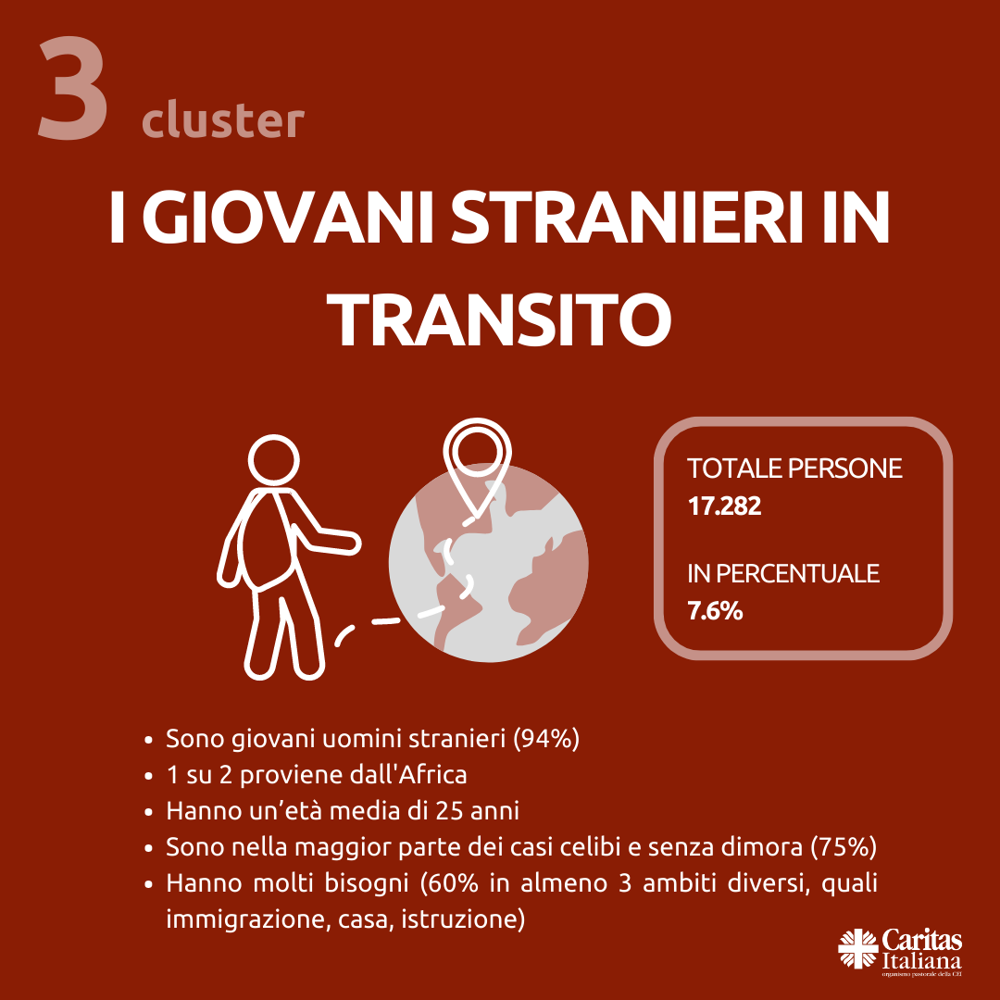 3 cluster
I GIOVANI STRANIERI IN
TRANSITO
TOTALE PERSONE
17.282
IN PERCENTUALE
7.6%
• Sono giovani uomini stranieri (94%)
• 1 su 2 proviene dall'Africa
• Hanno un’età media di 25 anni
• Sono nella maggior parte dei casi celibi e senza dimora (75%)
• Hanno molti bisogni (60% in almeno 3 ambiti diversi, quali
immigrazione, casa, istruzione)
Caritas
Italiana
organismo pastorale della CEI